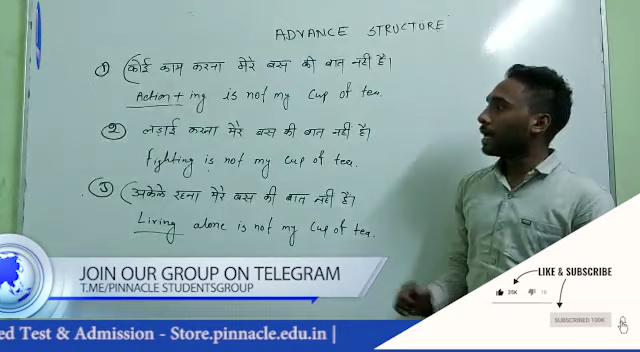 ADVANCE STRUCTURE
① कोई काम करना मेरे बस की बात नहीं है।
Action + ing is not my cup of tea.
② लड़ाई करना मेरे बस की बात नहीं है।
Fighting is not my cup of tea.
③ अकेले रहना मेरे बस की बात नहीं है।
Living alone is not my cup of tea.
JOIN OUR GROUP ON TELEGRAM
T.ME/PINNACLE STUDENTSGROUP
LIKE & SUBSCRIBE
35K
SUBSCRIBED 100K
ed Test & Admission - Store.pinnacle.edu.in |